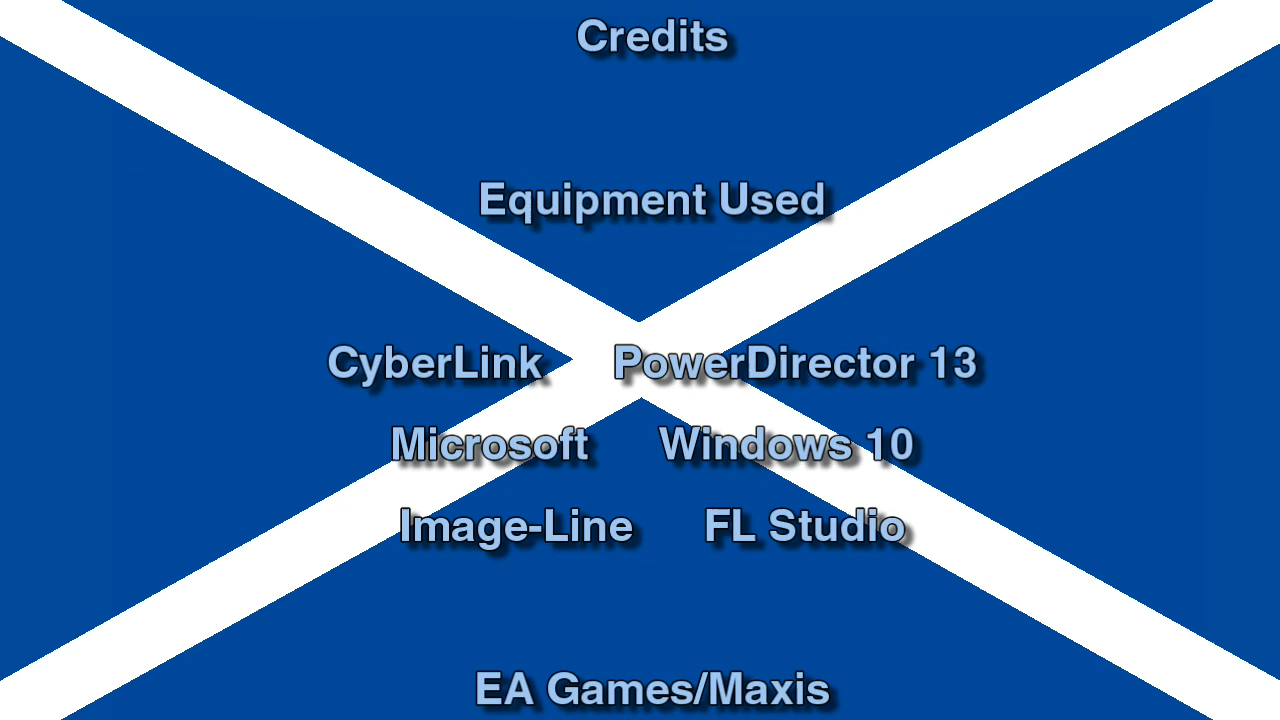 Credits
Equipment Used
CyberLink PowerDirector 13
Microsoft Windows 10
Image-Line FL Studio
EA Games/Maxis